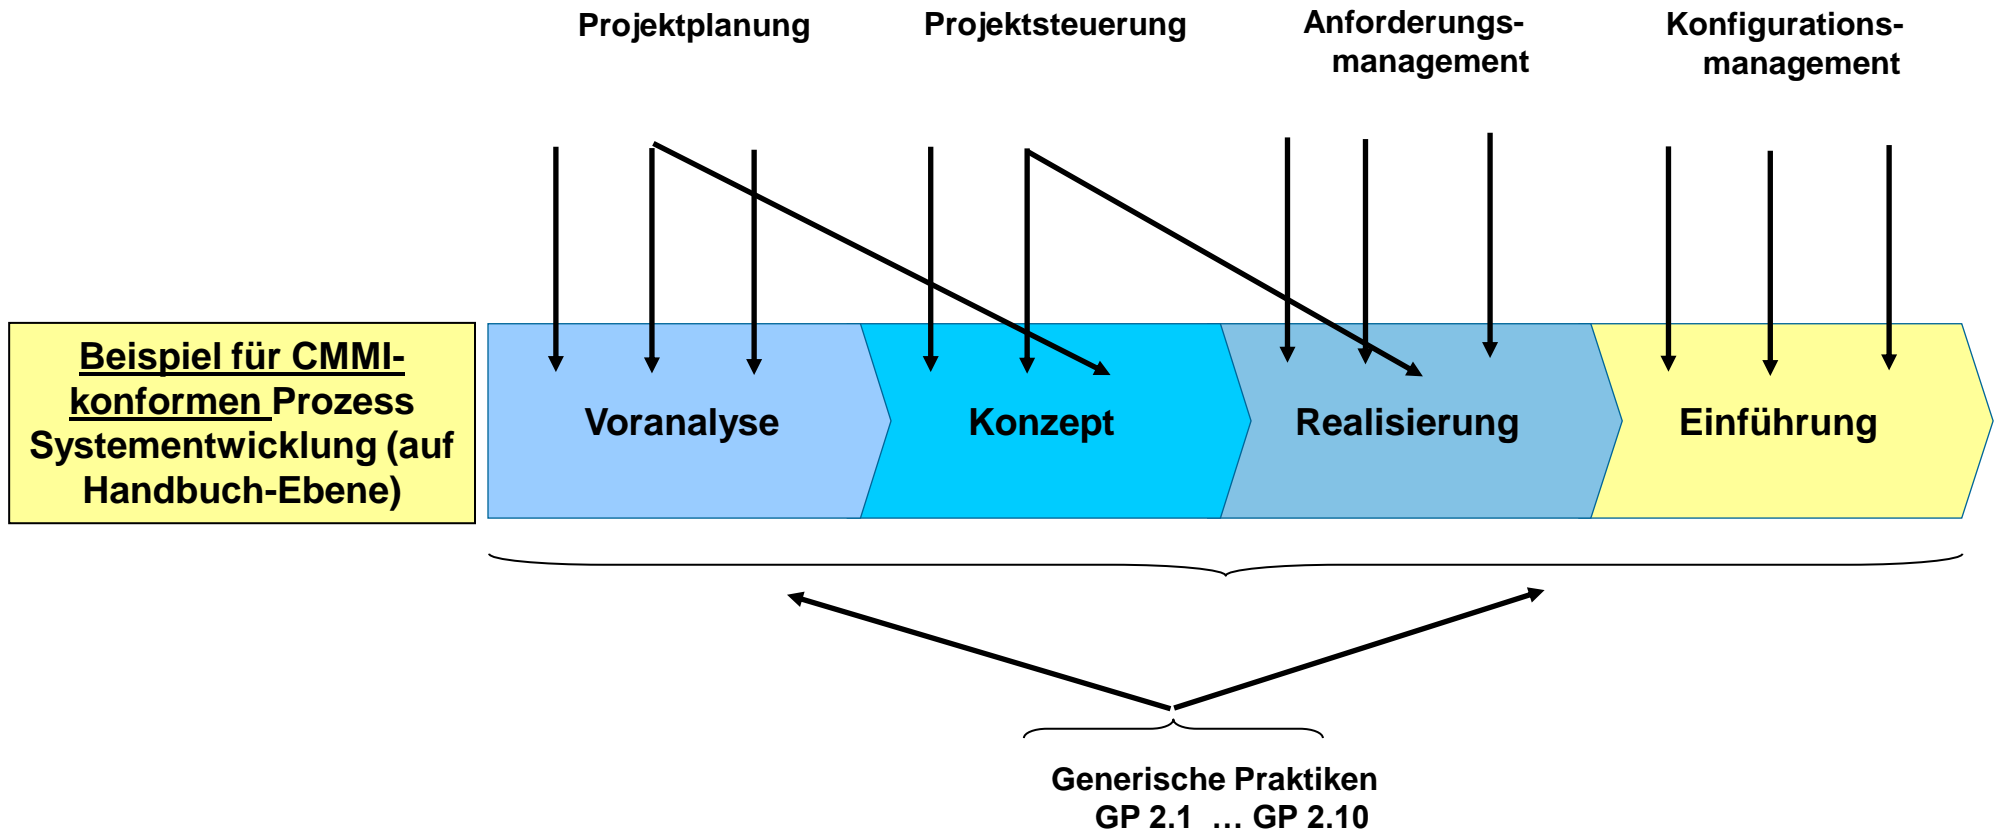 Projektplanung
Projektsteuerung
Anforderungs-
management
Konfigurations-
management
Beispiel für CMMI-
konformen Prozess
Systementwicklung (auf
Handbuch-Ebene)
Voranalyse
Konzept
Realisierung
Einführung
Generische Praktiken
GP 2.1 … GP 2.10